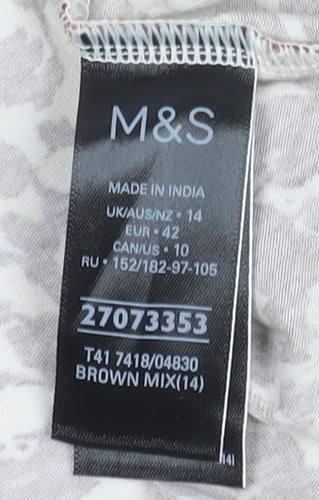 M&S
MADE IN INDIA
UK/AUS/NZ • 14
EUR • 42
CAN/US • 10
RU • 152/182-97-105
27073353
T41 7418/04830
BROWN MIX(14)